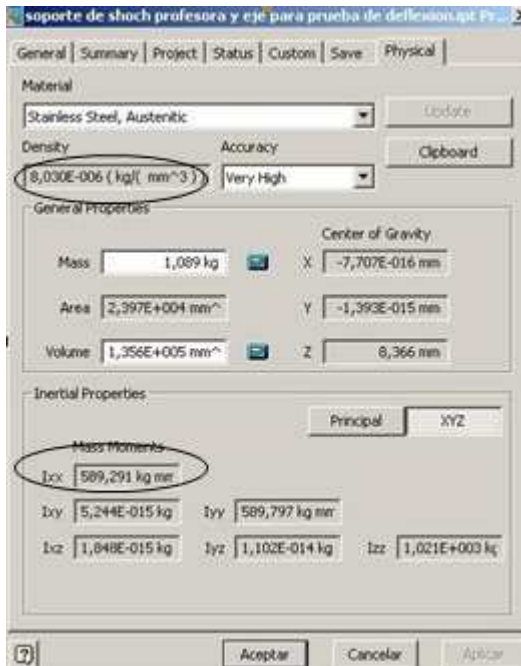 soporte de shoch profesora y eje para prueba de deflexion.ipt Pr...
General Summary Project Status Custom Save Physical
Material
Stainless Steel, Austenitic Update
Density Accuracy Clipboard
8,030E-006 ( kg/( mm^3 ) Very High
General Properties
Center of Gravity
Mass 1,089 kg X -7,707E-016 mm
Area 2,397E+004 mm^ Y -1,393E-015 mm
Volume 1,356E+005 mm^ Z 8,366 mm
Inertial Properties
Principal XYZ
Mass Moments
Ixx 589,291 kg mm
Ixy 5,244E-015 kg Iyy 589,797 kg mm
Ixz 1,848E-015 kg Iyz 1,102E-014 kg Izz 1,021E+003 kg
? Aceptar Cancelar Aplicar